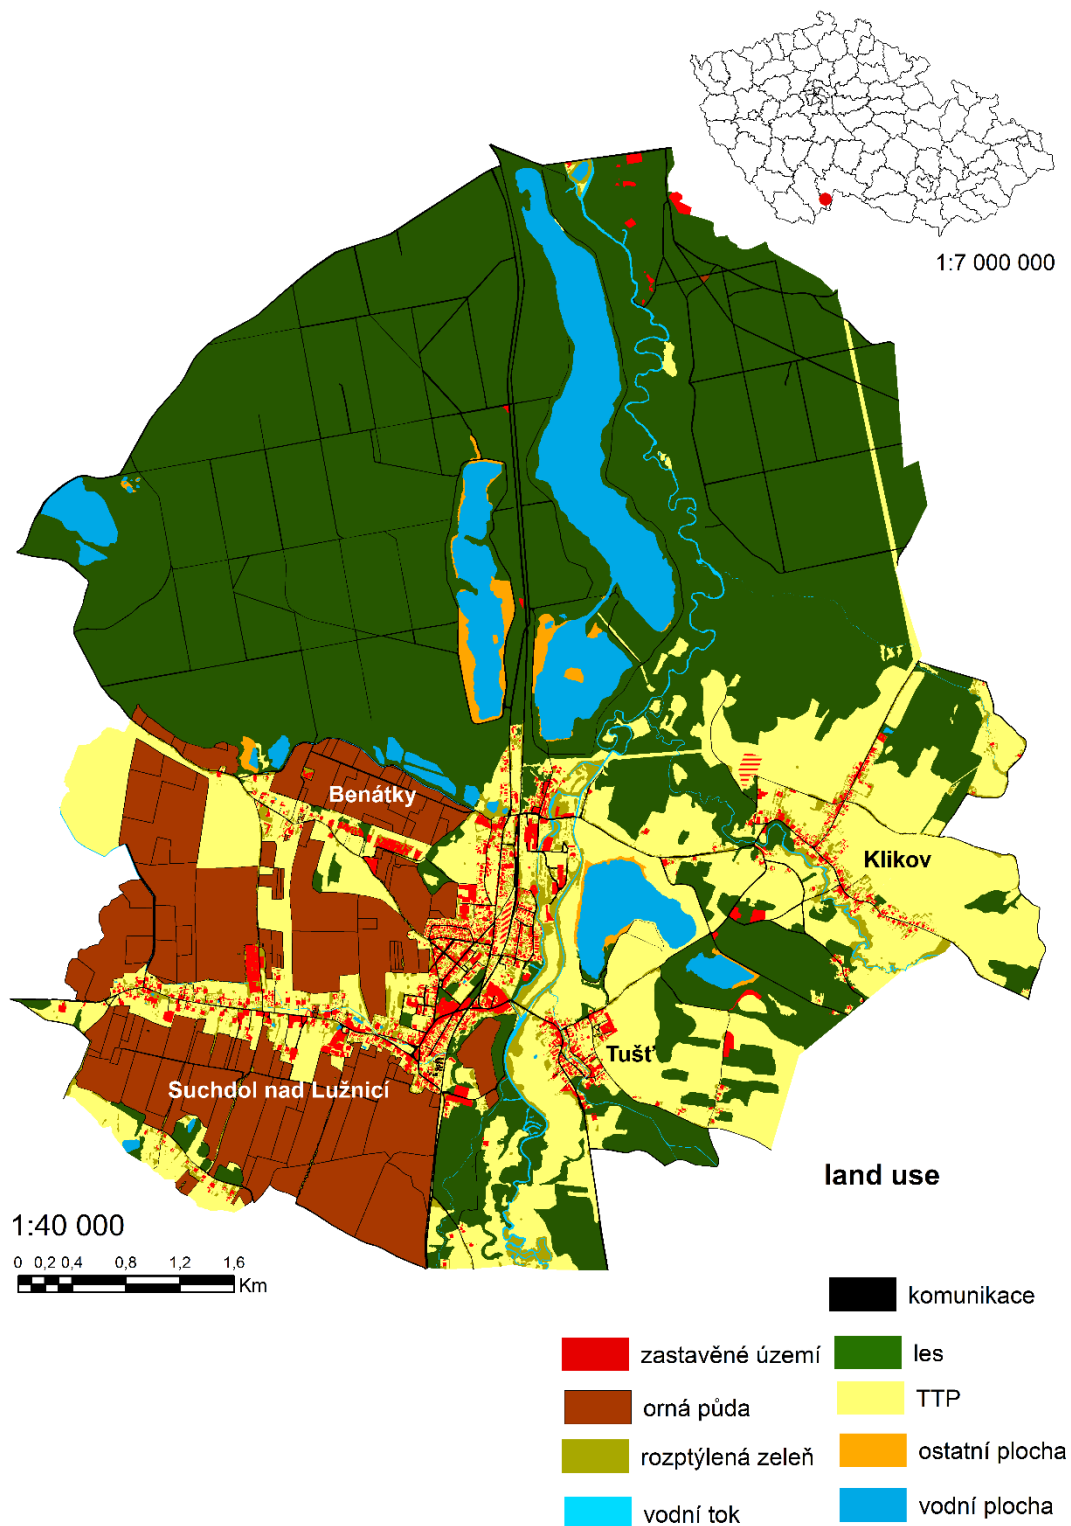 1:7 000 000
Benátky
Klikov
Tušť
Suchdol nad Lužnicí
land use
1:40 000
0 0,2 0,4 0,8 1,2 1,6
Km
komunikace
zastavěné území
les
orná půda
TTP
rozptýlená zeleň
ostatní plocha
vodní tok
vodní plocha